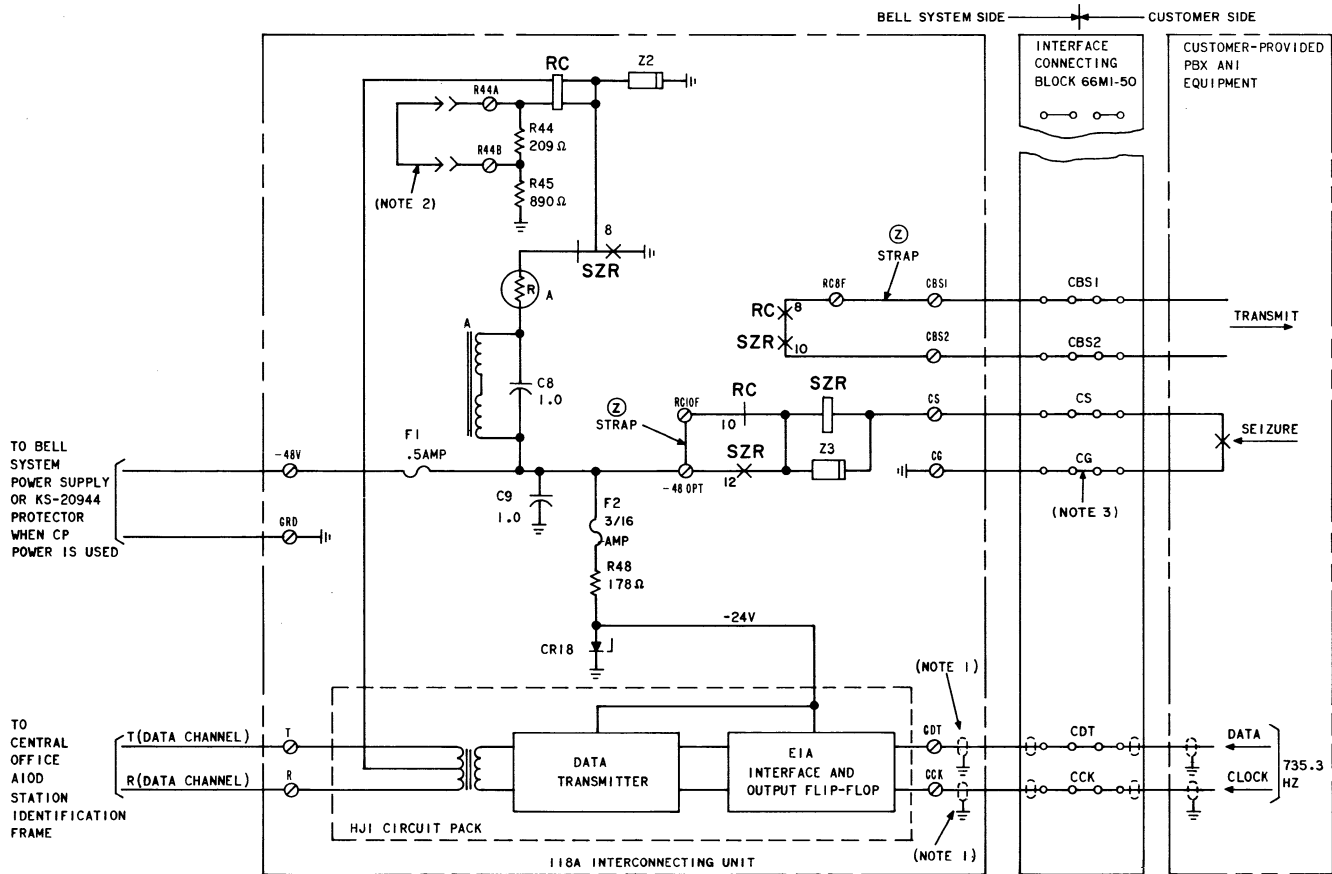 BELL SYSTEM SIDE
CUSTOMER SIDE
INTERFACE
CONNECTING
BLOCK 66MI-50
CUSTOMER-PROVIDED
PBX ANI
EQUIPMENT
RC
Z2
R44A
R44
209Ω
R44B
R45
890Ω
(NOTE 2)
8
SZR
R
A
A
C8
1.0
Z
STRAP
RC8F
CBS1
CBS1
RC
8
TRANSMIT
SZR
10
CBS2
CBS2
Z
STRAP
RC10F
RC
10
SZR
CS
CS
SEIZURE
SZR
12
Z3
CG
CG
(NOTE 3)
-48 OPT
TO BELL
SYSTEM
POWER SUPPLY
OR KS-20944
PROTECTOR
WHEN CP
POWER IS USED
-48V
F1
.5AMP
GRD
C9
1.0
F2
3/16
AMP
R48
178Ω
-24V
CR18
(NOTE 1)
TO
CENTRAL
OFFICE
AIOD
STATION
IDENTIFICATION
FRAME
T(DATA CHANNEL)
T
R(DATA CHANNEL)
R
DATA
TRANSMITTER
EIA
INTERFACE AND
OUTPUT FLIP-FLOP
CDT
CDT
DATA
CCK
CCK
CLOCK
735.3
HZ
HJ1 CIRCUIT PACK
(NOTE 1)
118A INTERCONNECTING UNIT